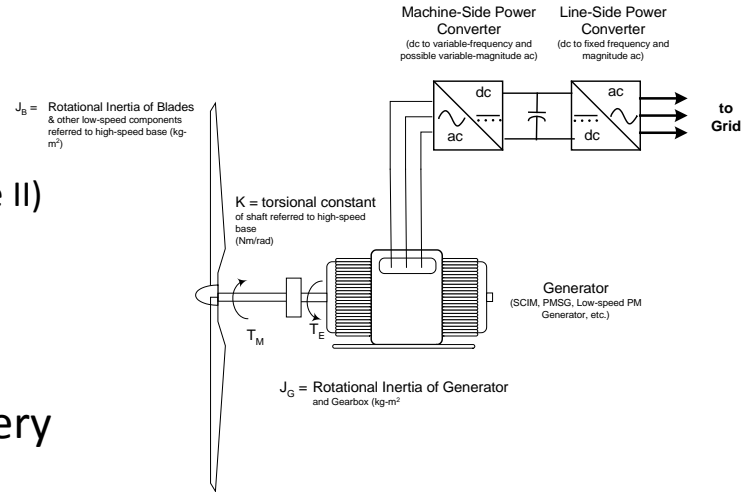 Machine-Side Power
Converter
(dc to variable-frequency and
possible variable-magnitude ac)
Line-Side Power
Converter
(dc to fixed frequency and
magnitude ac)
dc
ac
ac
dc
to
Grid
J_B = Rotational Inertia of Blades
& other low-speed components
referred to high-speed base (kg-
m²)
II)
K = torsional constant
of shaft referred to high-speed
base
(Nm/rad)
Generator
(SCIM, PMSG, Low-speed PM
Generator, etc.)
T_M
T_E
J_G = Rotational Inertia of Generator
and Gearbox (kg-m²
ery